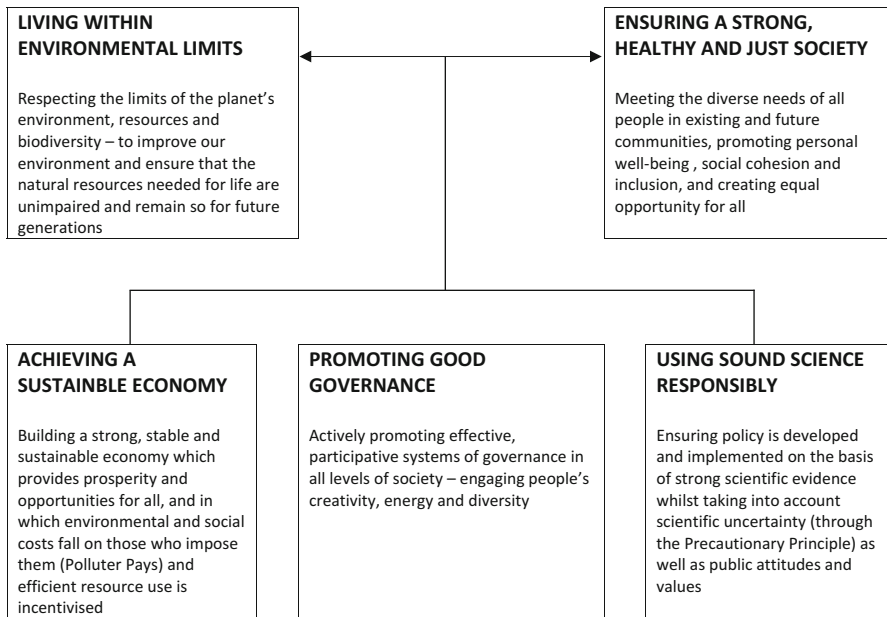 LIVING WITHIN
ENVIRONMENTAL LIMITS
Respecting the limits of the planet’s
environment, resources and
biodiversity – to improve our
environment and ensure that the
natural resources needed for life are
unimpaired and remain so for future
generations
ENSURING A STRONG,
HEALTHY AND JUST SOCIETY
Meeting the diverse needs of all
people in existing and future
communities, promoting personal
well-being , social cohesion and
inclusion, and creating equal
opportunity for all
ACHIEVING A
SUSTAINBLE ECONOMY
Building a strong, stable and
sustainable economy which
provides prosperity and
opportunities for all, and in
which environmental and social
costs fall on those who impose
them (Polluter Pays) and
efficient resource use is
incentivised
PROMOTING GOOD
GOVERNANCE
Actively promoting effective,
participative systems of governance in
all levels of society – engaging people’s
creativity, energy and diversity
USING SOUND SCIENCE
RESPONSIBLY
Ensuring policy is developed
and implemented on the basis
of strong scientific evidence
whilst taking into account
scientific uncertainty (through
the Precautionary Principle) as
well as public attitudes and
values